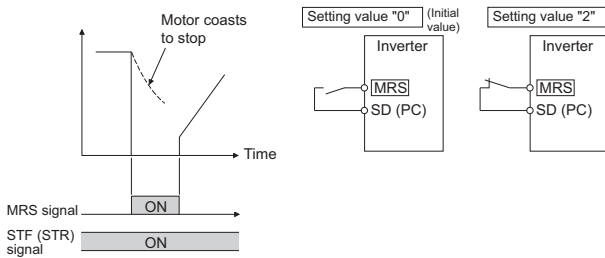 Motor coasts
to stop
Time
MRS signal
ON
STF (STR)
signal
ON
Setting value "0"
(Initial
value)
Inverter
MRS
SD (PC)
Setting value "2"
Inverter
MRS
SD (PC)